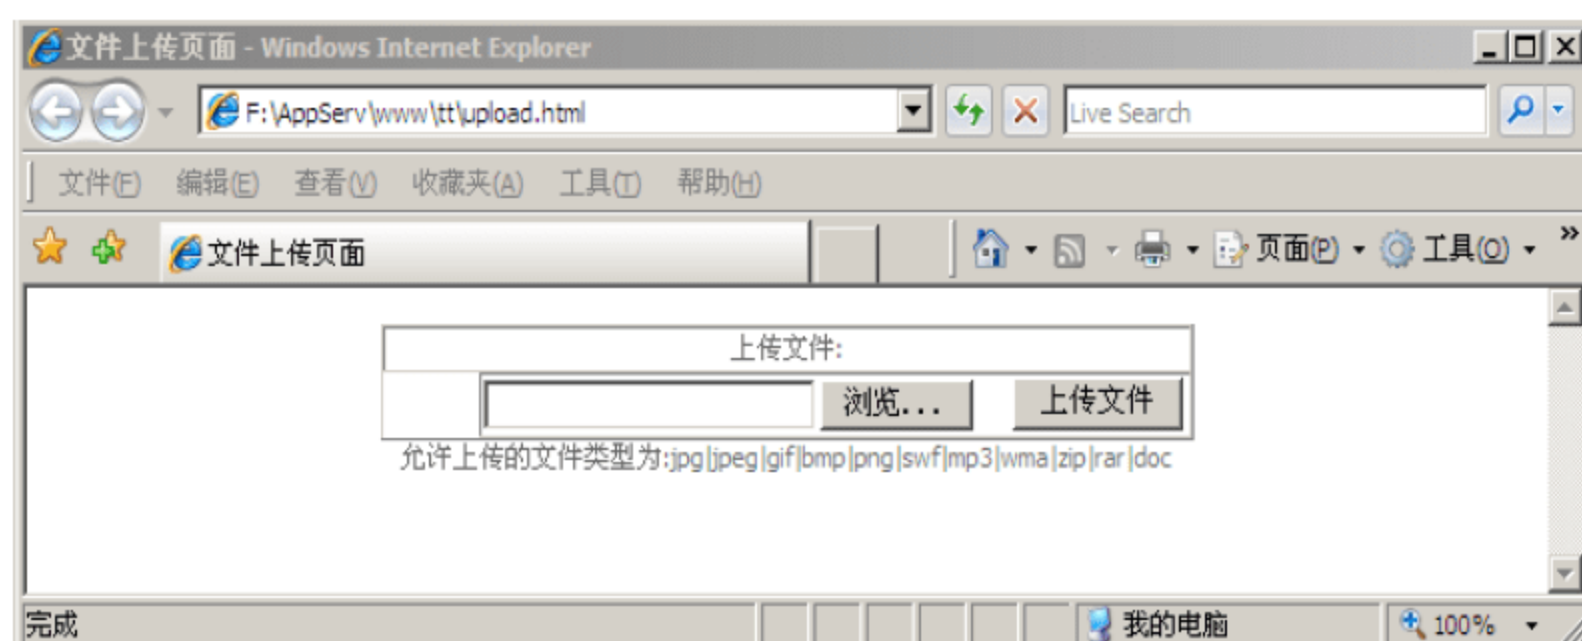 文件上传页面 - Windows Internet Explorer
F:\AppServ\www\tt\upload.html
Live Search
文件(F) 编辑(E) 查看(V) 收藏夹(A) 工具(T) 帮助(H)
文件上传页面
页面(P) 工具(O) »
上传文件:
浏览... 上传文件
允许上传的文件类型为:jpg|jpeg|gif|bmp|png|swf|mp3|wma|zip|rar|doc
完成 我的电脑 100%